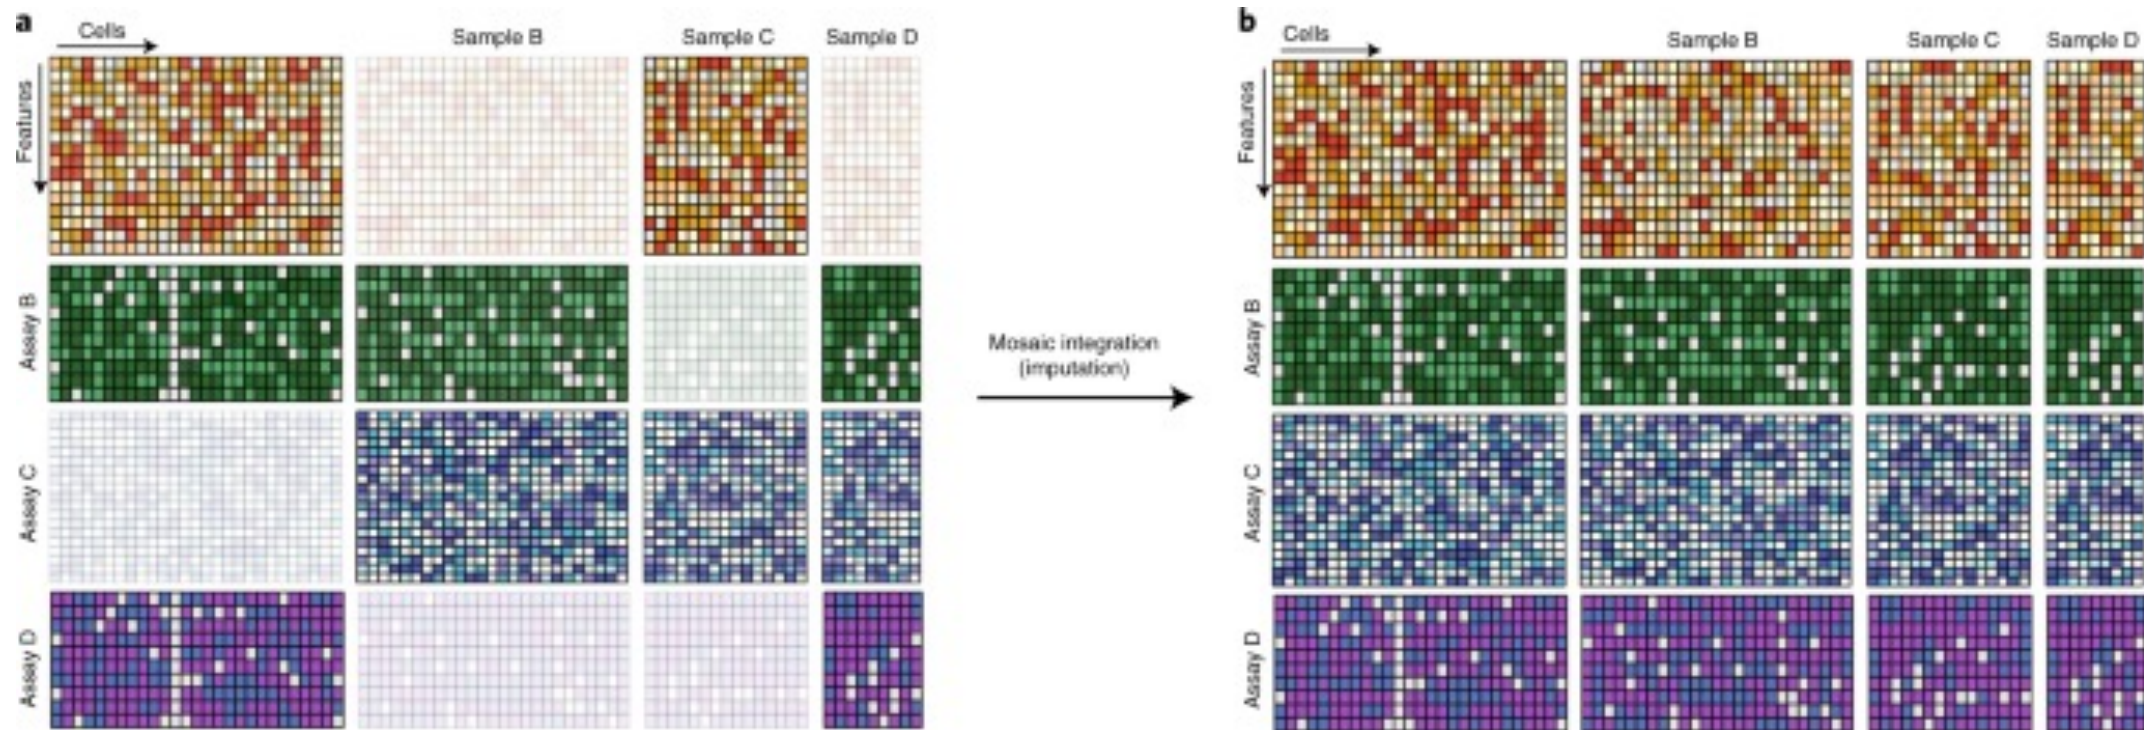 a
Cells
Sample B
Sample C
Sample D
Features
Assay B
Assay C
Assay D
Mosaic integration
(imputation)
b
Cells
Sample B
Sample C
Sample D
Features
Assay B
Assay C
Assay D